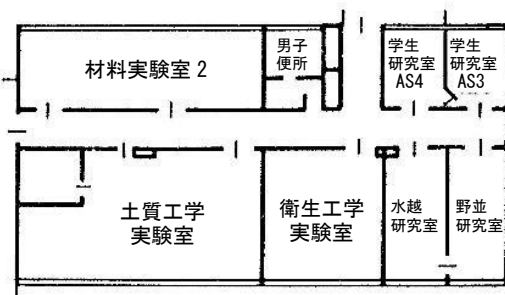 材料実験室 2
男子
便所
学生
研究室
AS4
学生
研究室
AS3
土質工学
実験室
衛生工学
実験室
水越
研究室
野並
研究室